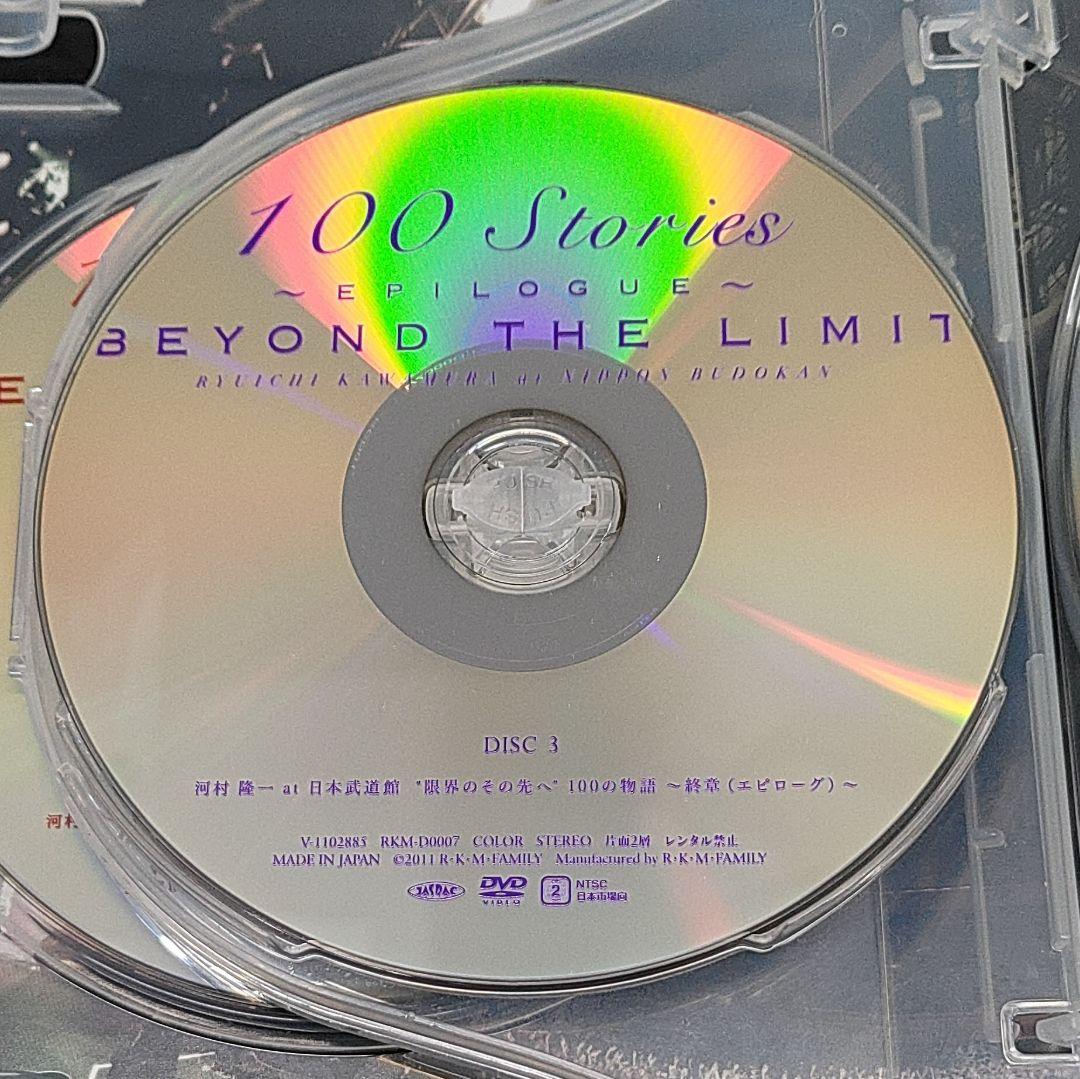 100 Stories
～EPILOGUE～
BEYOND THE LIMIT
RYUICHI KAWAMURA at NIPPON BUDOKAN
DISC 3
河村 隆一 at 日本武道館 "限界のその先へ" 100の物語 ～終章（エピローグ）～
V-1102885 RKM-D0007 COLOR STEREO 片面2層 レンタル禁止
MADE IN JAPAN ©2011 R・K・M・FAMILY Manufactured by R・K・M・FAMILY
JASRAC DVD VIDEO 2 NTSC 日本市場向
E
河村